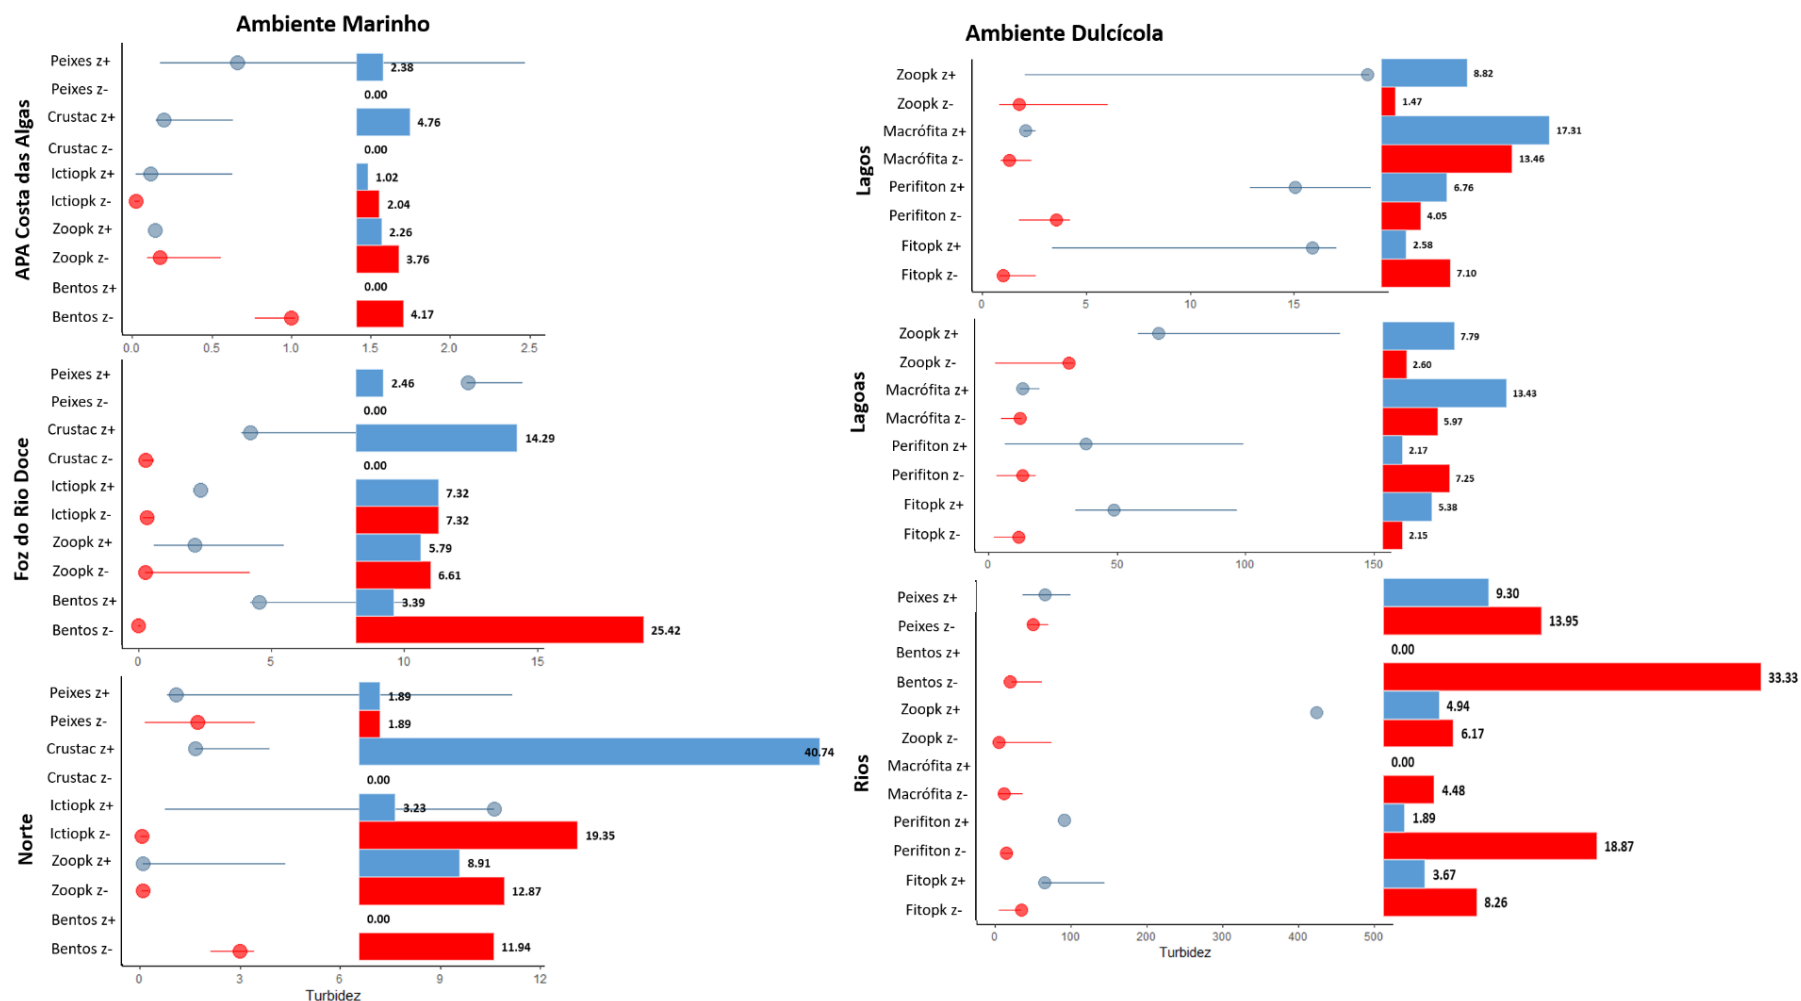 Ambiente Marinho
APA Costa das Algas
Peixes z+
2.38
Peixes z-
0.00
Crustac z+
4.76
Crustac z-
0.00
Ictiopk z+
1.02
Ictiopk z-
2.04
Zoopk z+
2.26
Zoopk z-
3.76
Bentos z+
0.00
Bentos z-
4.17
0.0 0.5 1.0 1.5 2.0 2.5
Foz do Rio Doce
Peixes z+
2.46
Peixes z-
0.00
Crustac z+
14.29
Crustac z-
0.00
Ictiopk z+
7.32
Ictiopk z-
7.32
Zoopk z+
5.79
Zoopk z-
6.61
Bentos z+
3.39
Bentos z-
25.42
0 5 10 15
Norte
Peixes z+
1.89
Peixes z-
1.89
Crustac z+
40.74
Crustac z-
0.00
Ictiopk z+
3.23
Ictiopk z-
19.35
Zoopk z+
8.91
Zoopk z-
12.87
Bentos z+
0.00
Bentos z-
11.94
0 3 6 9 12
Turbidez
Ambiente Dulcícola
Lagos
Zoopk z+
8.82
Zoopk z-
1.47
Macrófita z+
17.31
Macrófita z-
13.46
Perifiton z+
6.76
Perifiton z-
4.05
Fitopk z+
2.58
Fitopk z-
7.10
0 5 10 15
Lagoas
Zoopk z+
7.79
Zoopk z-
2.60
Macrófita z+
13.43
Macrófita z-
5.97
Perifiton z+
2.17
Perifiton z-
7.25
Fitopk z+
5.38
Fitopk z-
2.15
0 50 100 150
Rios
Peixes z+
9.30
Peixes z-
13.95
Bentos z+
0.00
Bentos z-
33.33
Zoopk z+
4.94
Zoopk z-
6.17
Macrófita z+
0.00
Macrófita z-
4.48
Perifiton z+
1.89
Perifiton z-
18.87
Fitopk z+
3.67
Fitopk z-
8.26
0 100 200 300 400 500
Turbidez